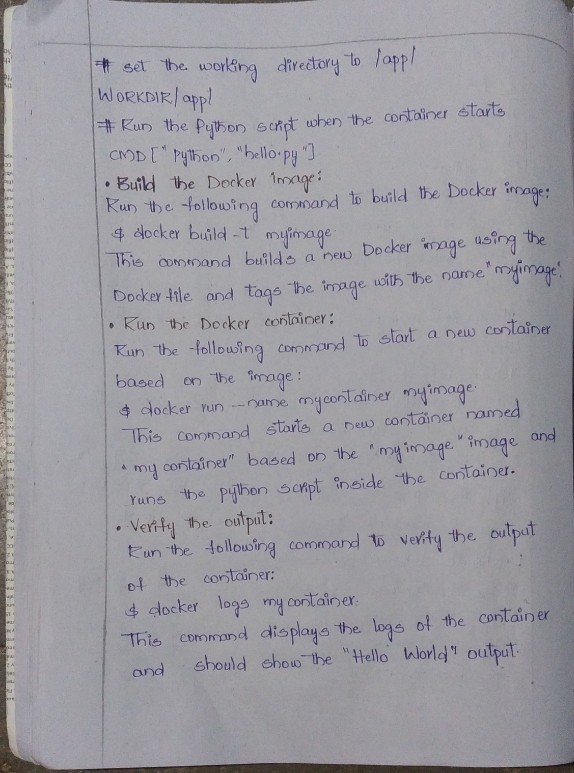 # set the working directory to /app/
WORKDIR/app/
# Run the Python script when the container starts
CMD ["Python", "hello.py"]
• Build the Docker image:
Run the following command to build the Docker image:
$ docker build -t myimage
This command builds a new Docker image using the
Docker file and tags the image with the name "myimage".
• Run the Docker container:
Run the following command to start a new container
based on the image:
$ docker run --name mycontainer myimage.
This command starts a new container named
"my container" based on the "myimage" image and
runs the python script inside the container.
• Verify the output:
Run the following command to verify the output
of the container:
$ docker logs mycontainer.
This command displays the logs of the container
and should show the "Hello World" output.